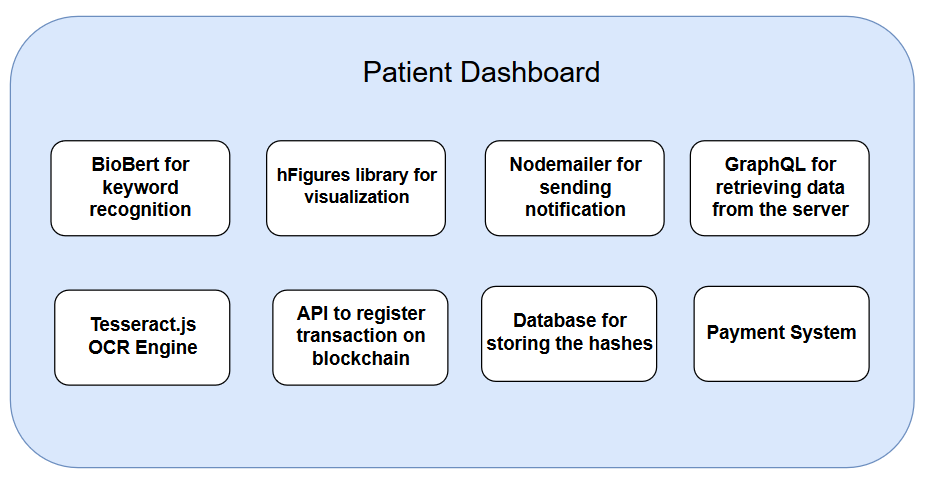 Patient Dashboard
BioBert for
keyword
recognition
hFigures library for
visualization
Nodemailer for
sending
notification
GraphQL for
retrieving data
from the server
Tesseract.js
OCR Engine
API to register
transaction on
blockchain
Database for
storing the hashes
Payment System